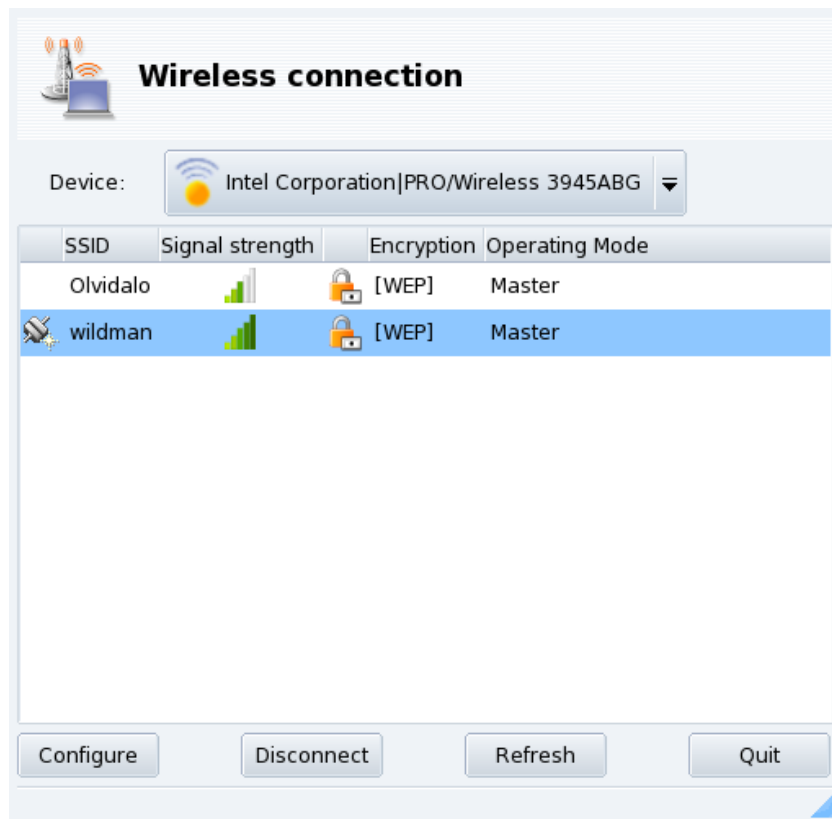 Wireless connection
Device: Intel Corporation|PRO/Wireless 3945ABG
SSID Signal strength Encryption Operating Mode
Olvidalo [WEP] Master
wildman [WEP] Master
Configure Disconnect Refresh Quit